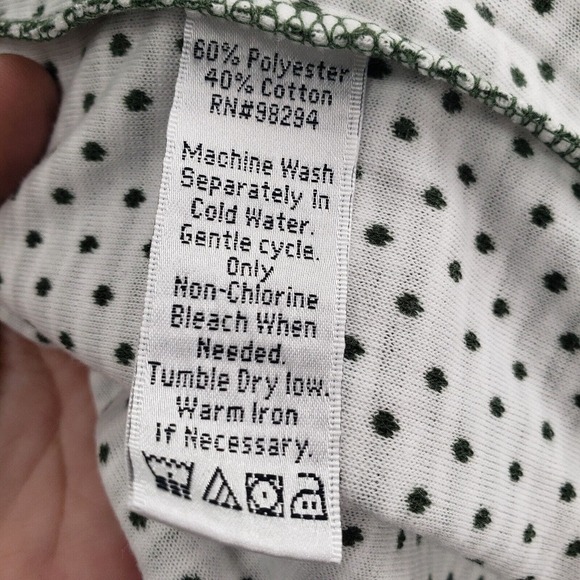 60% Polyester
40% Cotton
RN#98294
Machine Wash
Separately In
Cold Water.
Gentle cycle.
Only
Non-Chlorine
Bleach When
Needed.
Tumble Dry low.
Warm Iron
If Necessary.